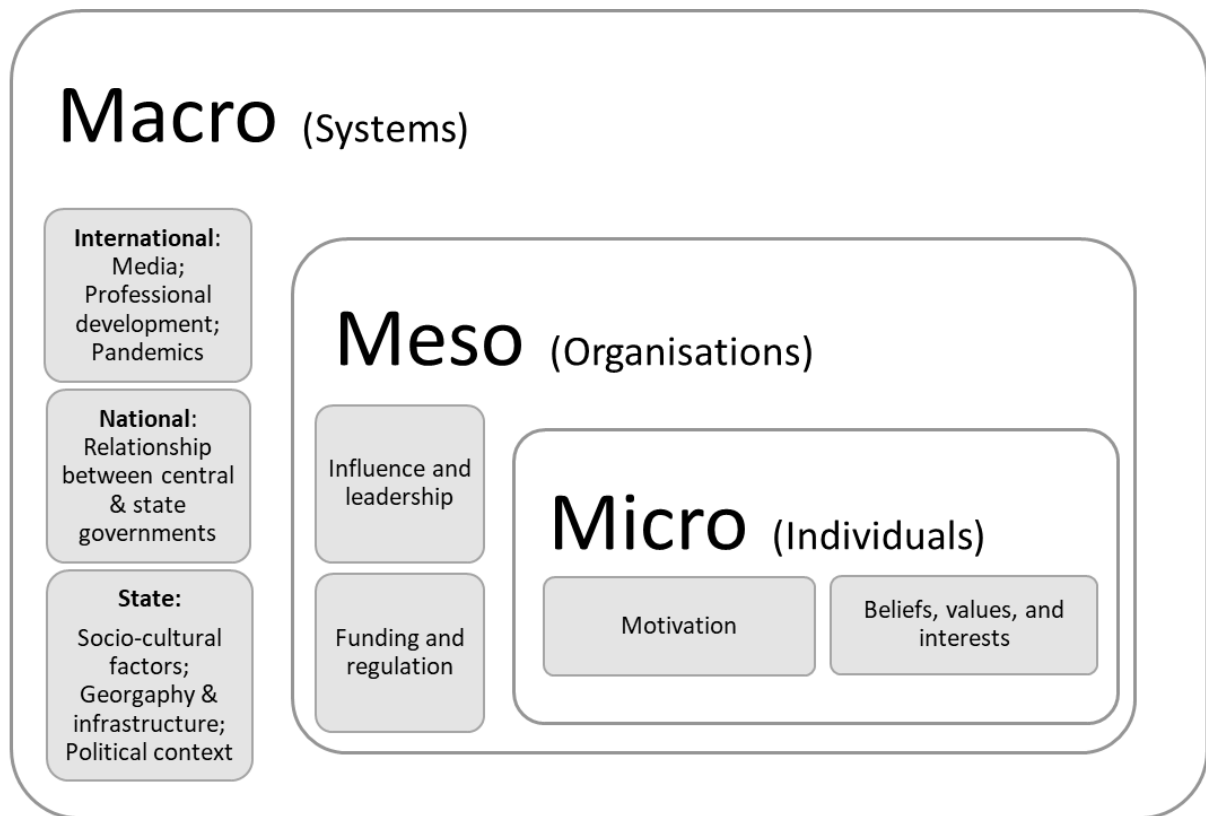 Macro (Systems)
International:
Media;
Professional
development;
Pandemics
National:
Relationship
between central
& state
governments
State:
Socio-cultural
factors;
Georgaphy &
infrastructure;
Political context
Meso (Organisations)
Influence and
leadership
Funding and
regulation
Micro (Individuals)
Motivation
Beliefs, values, and
interests